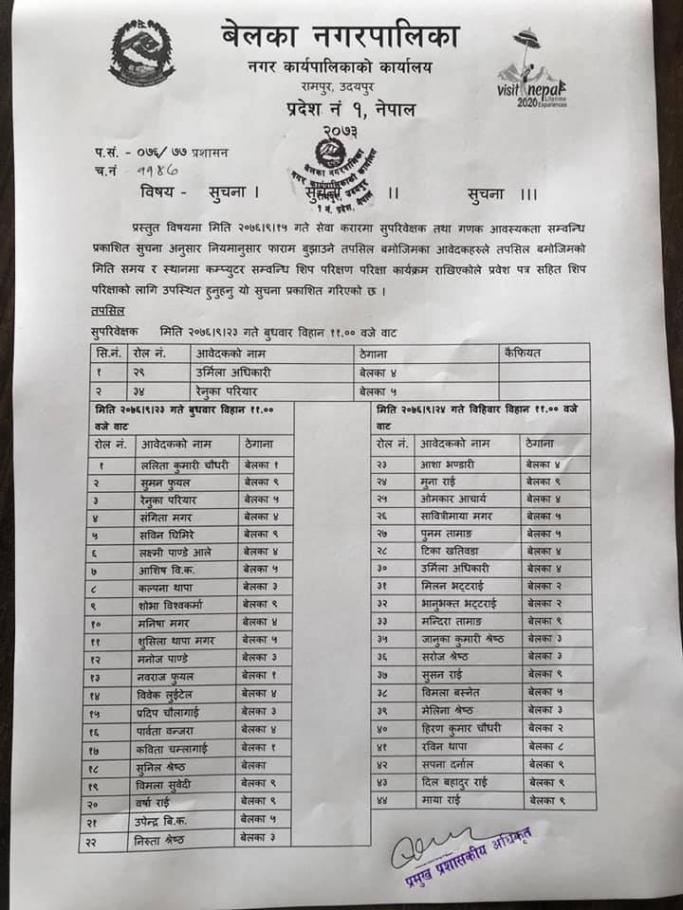 बेलका नगरपालिका
नगर कार्यपालिकाको कार्यालय
रामपुर, उदयपुर
प्रदेश नं १, नेपाल
२०७३
visit nepal
2020 Lifetime Experiences
प.सं. - ०७६/७७ प्रशासन
च.नं - ११८७
बेलका नगरपालिका
नगर कार्यपालिकाको कार्यालय
रामपुर, उदयपुर
१ नं. प्रदेश, नेपाल
विषय - सूचना । सूचना ।। सूचना ।।।
प्रस्तुत विषयमा मिति २०७६।९।१५ गते सेवा करारमा सुपरिवेक्षक तथा गणक आवस्यकता सम्वन्धि
प्रकाशित सुचना अनुसार नियमानुसार फाराम बुझाउने तपसिल बमोजिमका आवेदकहरुले तपसिल बमोजिमको
मिति समय र स्थानमा कम्प्युटर सम्वन्धि शिप परिक्षण परिक्षा कार्यक्रम राखिएकोले प्रवेश पत्र सहित शिप
परिक्षाको लागि उपस्थित हुनुहुनु यो सुचना प्रकाशित गरिएको छ ।
तपसिल
सुपरिवेक्षक मिति २०७६।९।२३ गते बुधवार विहान ११.०० वजे वाट
सि.नं. रोल नं. आवेदकको नाम ठेगाना कैफियत
१ २९ उर्मिला अधिकारी बेलका ४
२ ३४ रेनुका परियार बेलका ५
मिति २०७६।९।२३ गते बुधवार विहान ११.००
वजे वाट
रोल नं. आवेदकको नाम ठेगाना
१ ललिता कुमारी चौधरी बेलका १
२ सुमन फुयल बेलका ९
३ रेनुका परियार बेलका ५
४ संगिता मगर बेलका ४
५ सविन घिमिरे बेलका ९
६ लक्ष्मी पाण्डे आले बेलका ४
७ आशिष वि.क. बेलका ५
८ कल्पना थापा बेलका ३
९ शोभा विश्वकर्मा बेलका ९
१० मनिषा मगर बेलका ४
११ शुसिला थापा मगर बेलका ५
१२ मनोज पाण्डे बेलका ३
१३ नवराज फुयल बेलका १
१४ विवेक लुईटेल बेलका ४
१५ प्रदिप चौलागाई बेलका ३
१६ पार्वता वन्जरा बेलका ४
१७ कविता चम्लागाई बेलका १
१८ सुनिल श्रेष्ठ बेलका
१९ विमला सुवेदी बेलका ९
२० वर्षा राई बेलका ९
२१ उपेन्द्र बि.क. बेलका ५
२२ निरुता श्रेष्ठ बेलका ३
मिति २०७६।९।२४ गते विहिवार विहान ११.०० वजे
वाट
रोल नं. आवेदकको नाम ठेगाना
२३ आशा भण्डारी बेलका ४
२४ मुना राई बेलका ९
२५ ओमकार आचार्य बेलका ४
२६ सावित्रीमाया मगर बेलका ५
२७ पुनम तामाङ बेलका ५
२८ टिका खतिवडा बेलका ४
३० उर्मिला अधिकारी बेलका ४
३१ मिलन भट्टराई बेलका २
३२ भानुभक्त भट्टराई बेलका २
३३ मन्दिरा तामाङ बेलका ९
३५ जानुका कुमारी श्रेष्ठ बेलका ३
३६ सरोज श्रेष्ठ बेलका ३
३७ सुसन राई बेलका ९
३८ विमला बस्नेत बेलका ५
३९ मेलिना श्रेष्ठ बेलका ३
४० हिरण कुमार चौधरी बेलका २
४१ रविन थापा बेलका ८
४२ सपना दर्नाल बेलका ९
४३ दिल बहादुर राई बेलका ९
४४ माया राई बेलका ९
प्रमुख प्रशासकीय अधिकृत